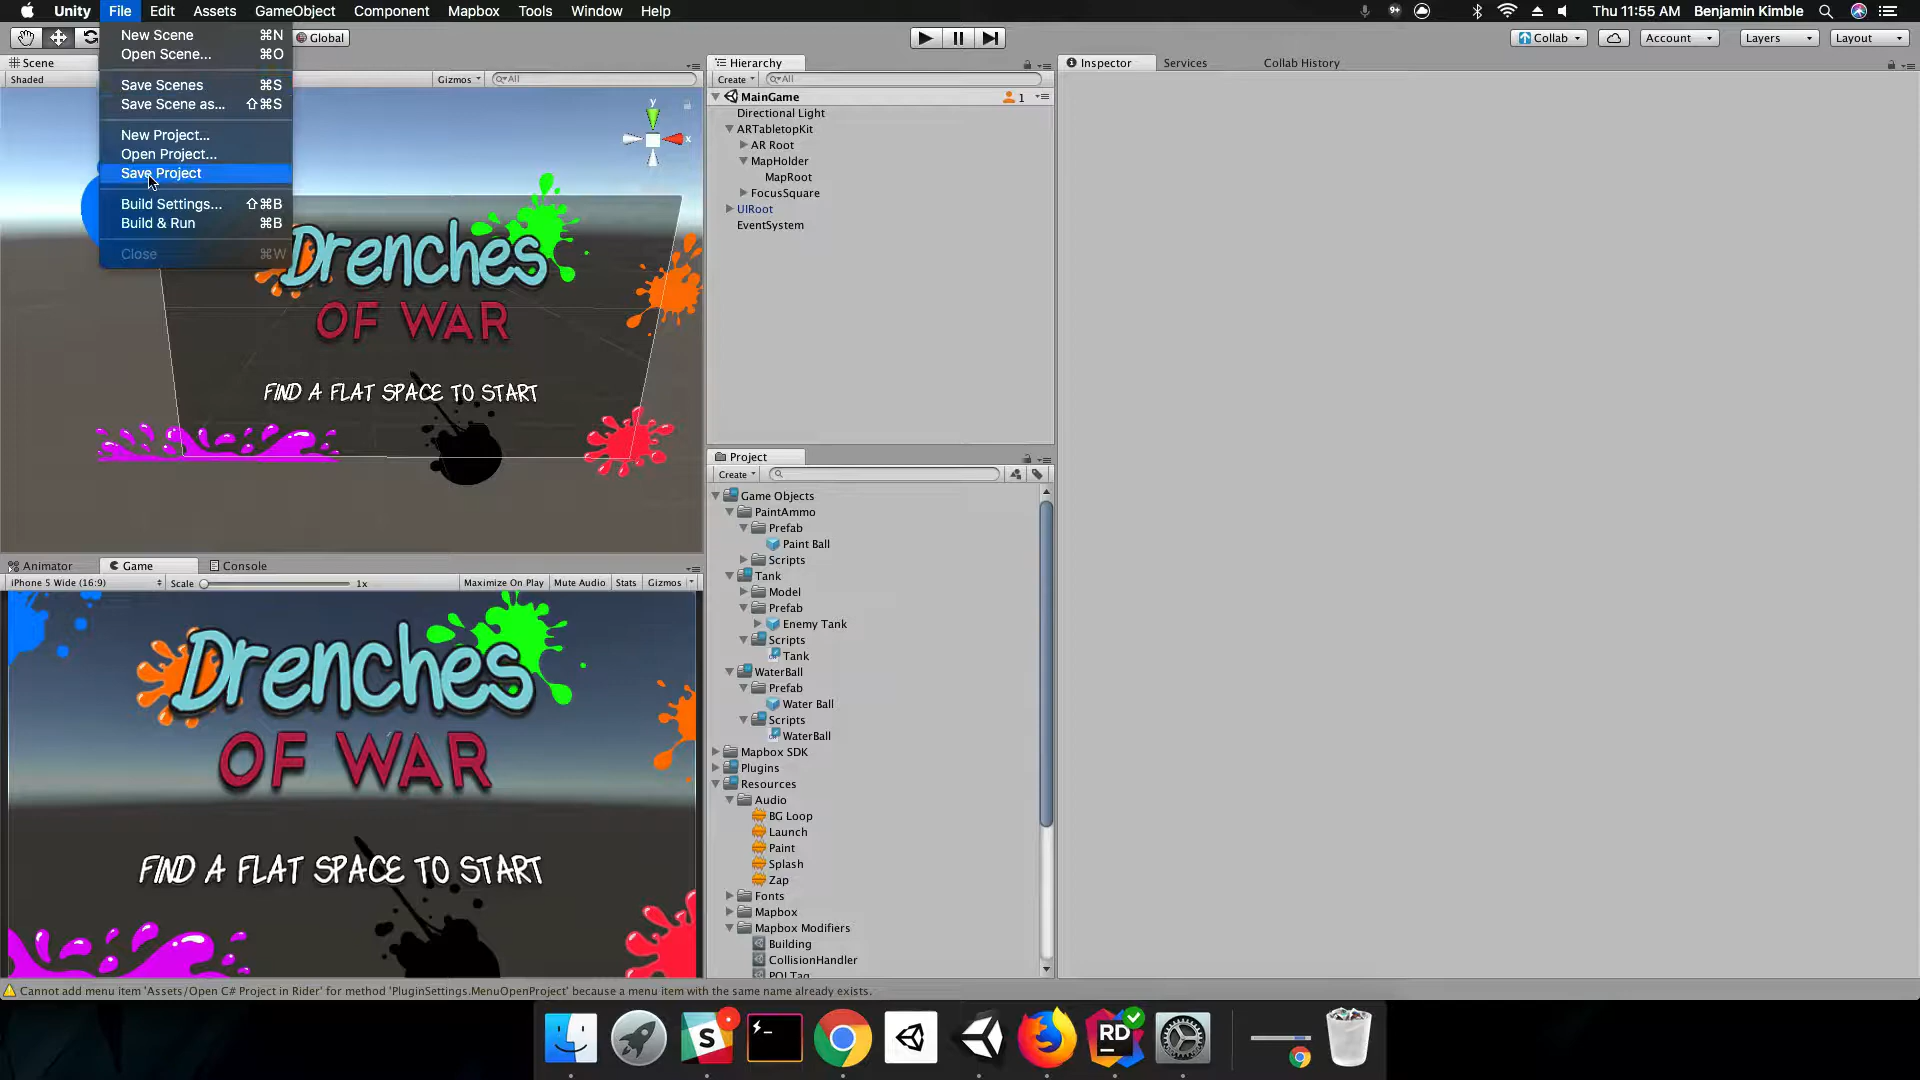 Unity File Edit Assets GameObject Component Mapbox Tools Window Help
9+ Thu 11:55 AM Benjamin Kimble
Global
Collab Account Layers Layout
New Scene ⌘N
Open Scene... ⌘O
Save Scenes ⌘S
Save Scene as... ⇧⌘S
New Project...
Open Project...
Save Project
Build Settings... ⇧⌘B
Build & Run ⌘B
Close ⌘W
Scene
Shaded
Gizmos All
y
x
Drenches
OF WAR
FIND A FLAT SPACE TO START
Hierarchy
Create All
MainGame 1
Directional Light
ARTabletopKit
AR Root
MapHolder
MapRoot
FocusSquare
UIRoot
EventSystem
Inspector Services Collab History
Project
Create
Game Objects
PaintAmmo
Prefab
Paint Ball
Scripts
Tank
Model
Prefab
Enemy Tank
Scripts
Tank
WaterBall
Prefab
Water Ball
Scripts
WaterBall
Mapbox SDK
Plugins
Resources
Audio
BG Loop
Launch
Paint
Splash
Zap
Fonts
Mapbox
Mapbox Modifiers
Building
CollisionHandler
POI Tag
Animator Game Console
iPhone 5 Wide (16:9) Scale 1x Maximize On Play Mute Audio Stats Gizmos
Drenches
OF WAR
FIND A FLAT SPACE TO START
Cannot add menu item 'Assets/Open C# Project in Rider' for method 'PluginSettings.MenuOpenProject' because a menu item with the same name already exists.
S
RD